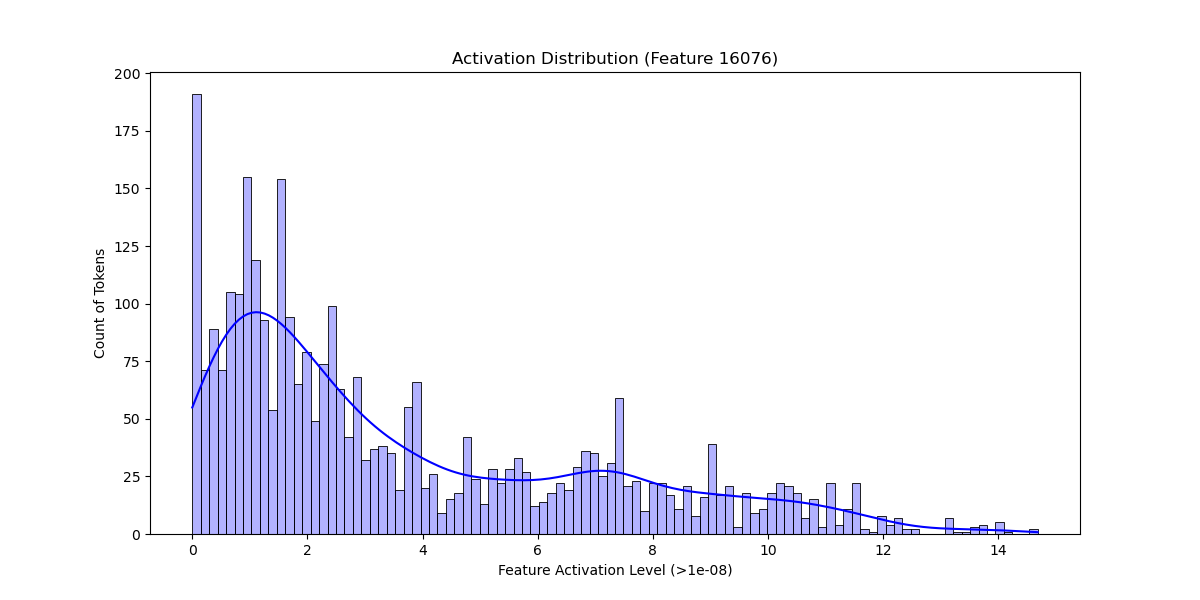 Activation Distribution (Feature 16076)
200
175
150
125
100
75
50
25
0
Count of Tokens
0 2 4 6 8 10 12 14
Feature Activation Level (>1e-08)